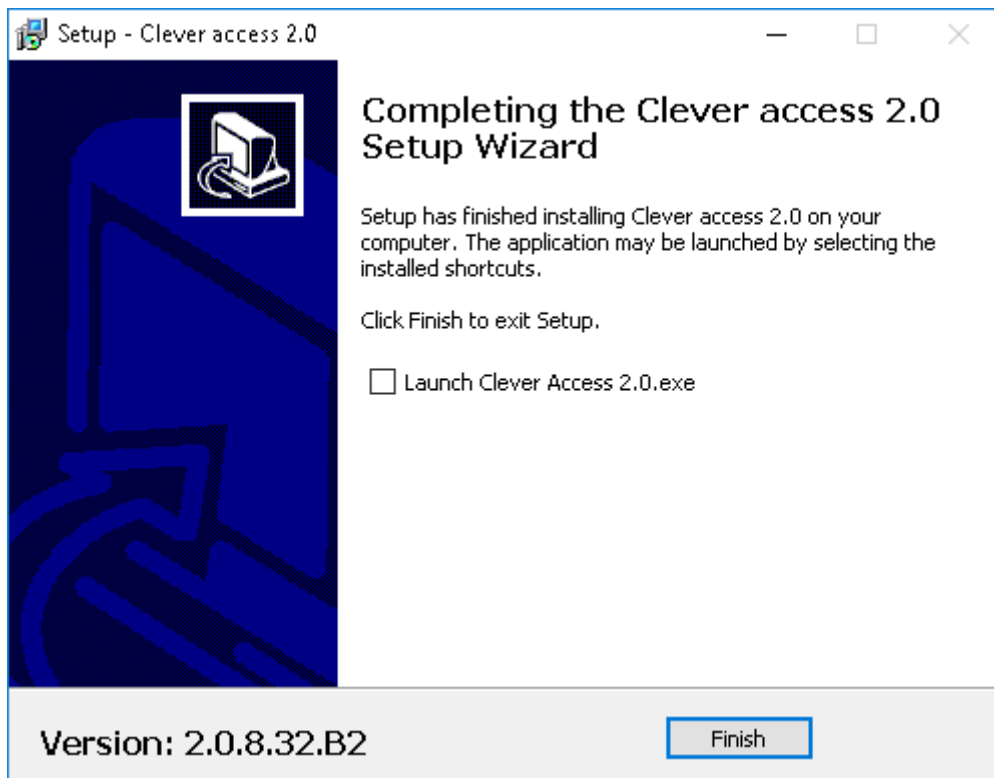 Setup - Clever access 2.0
Completing the Clever access 2.0
Setup Wizard
Setup has finished installing Clever access 2.0 on your
computer. The application may be launched by selecting the
installed shortcuts.
Click Finish to exit Setup.
Launch Clever Access 2.0.exe
Version: 2.0.8.32.B2
Finish